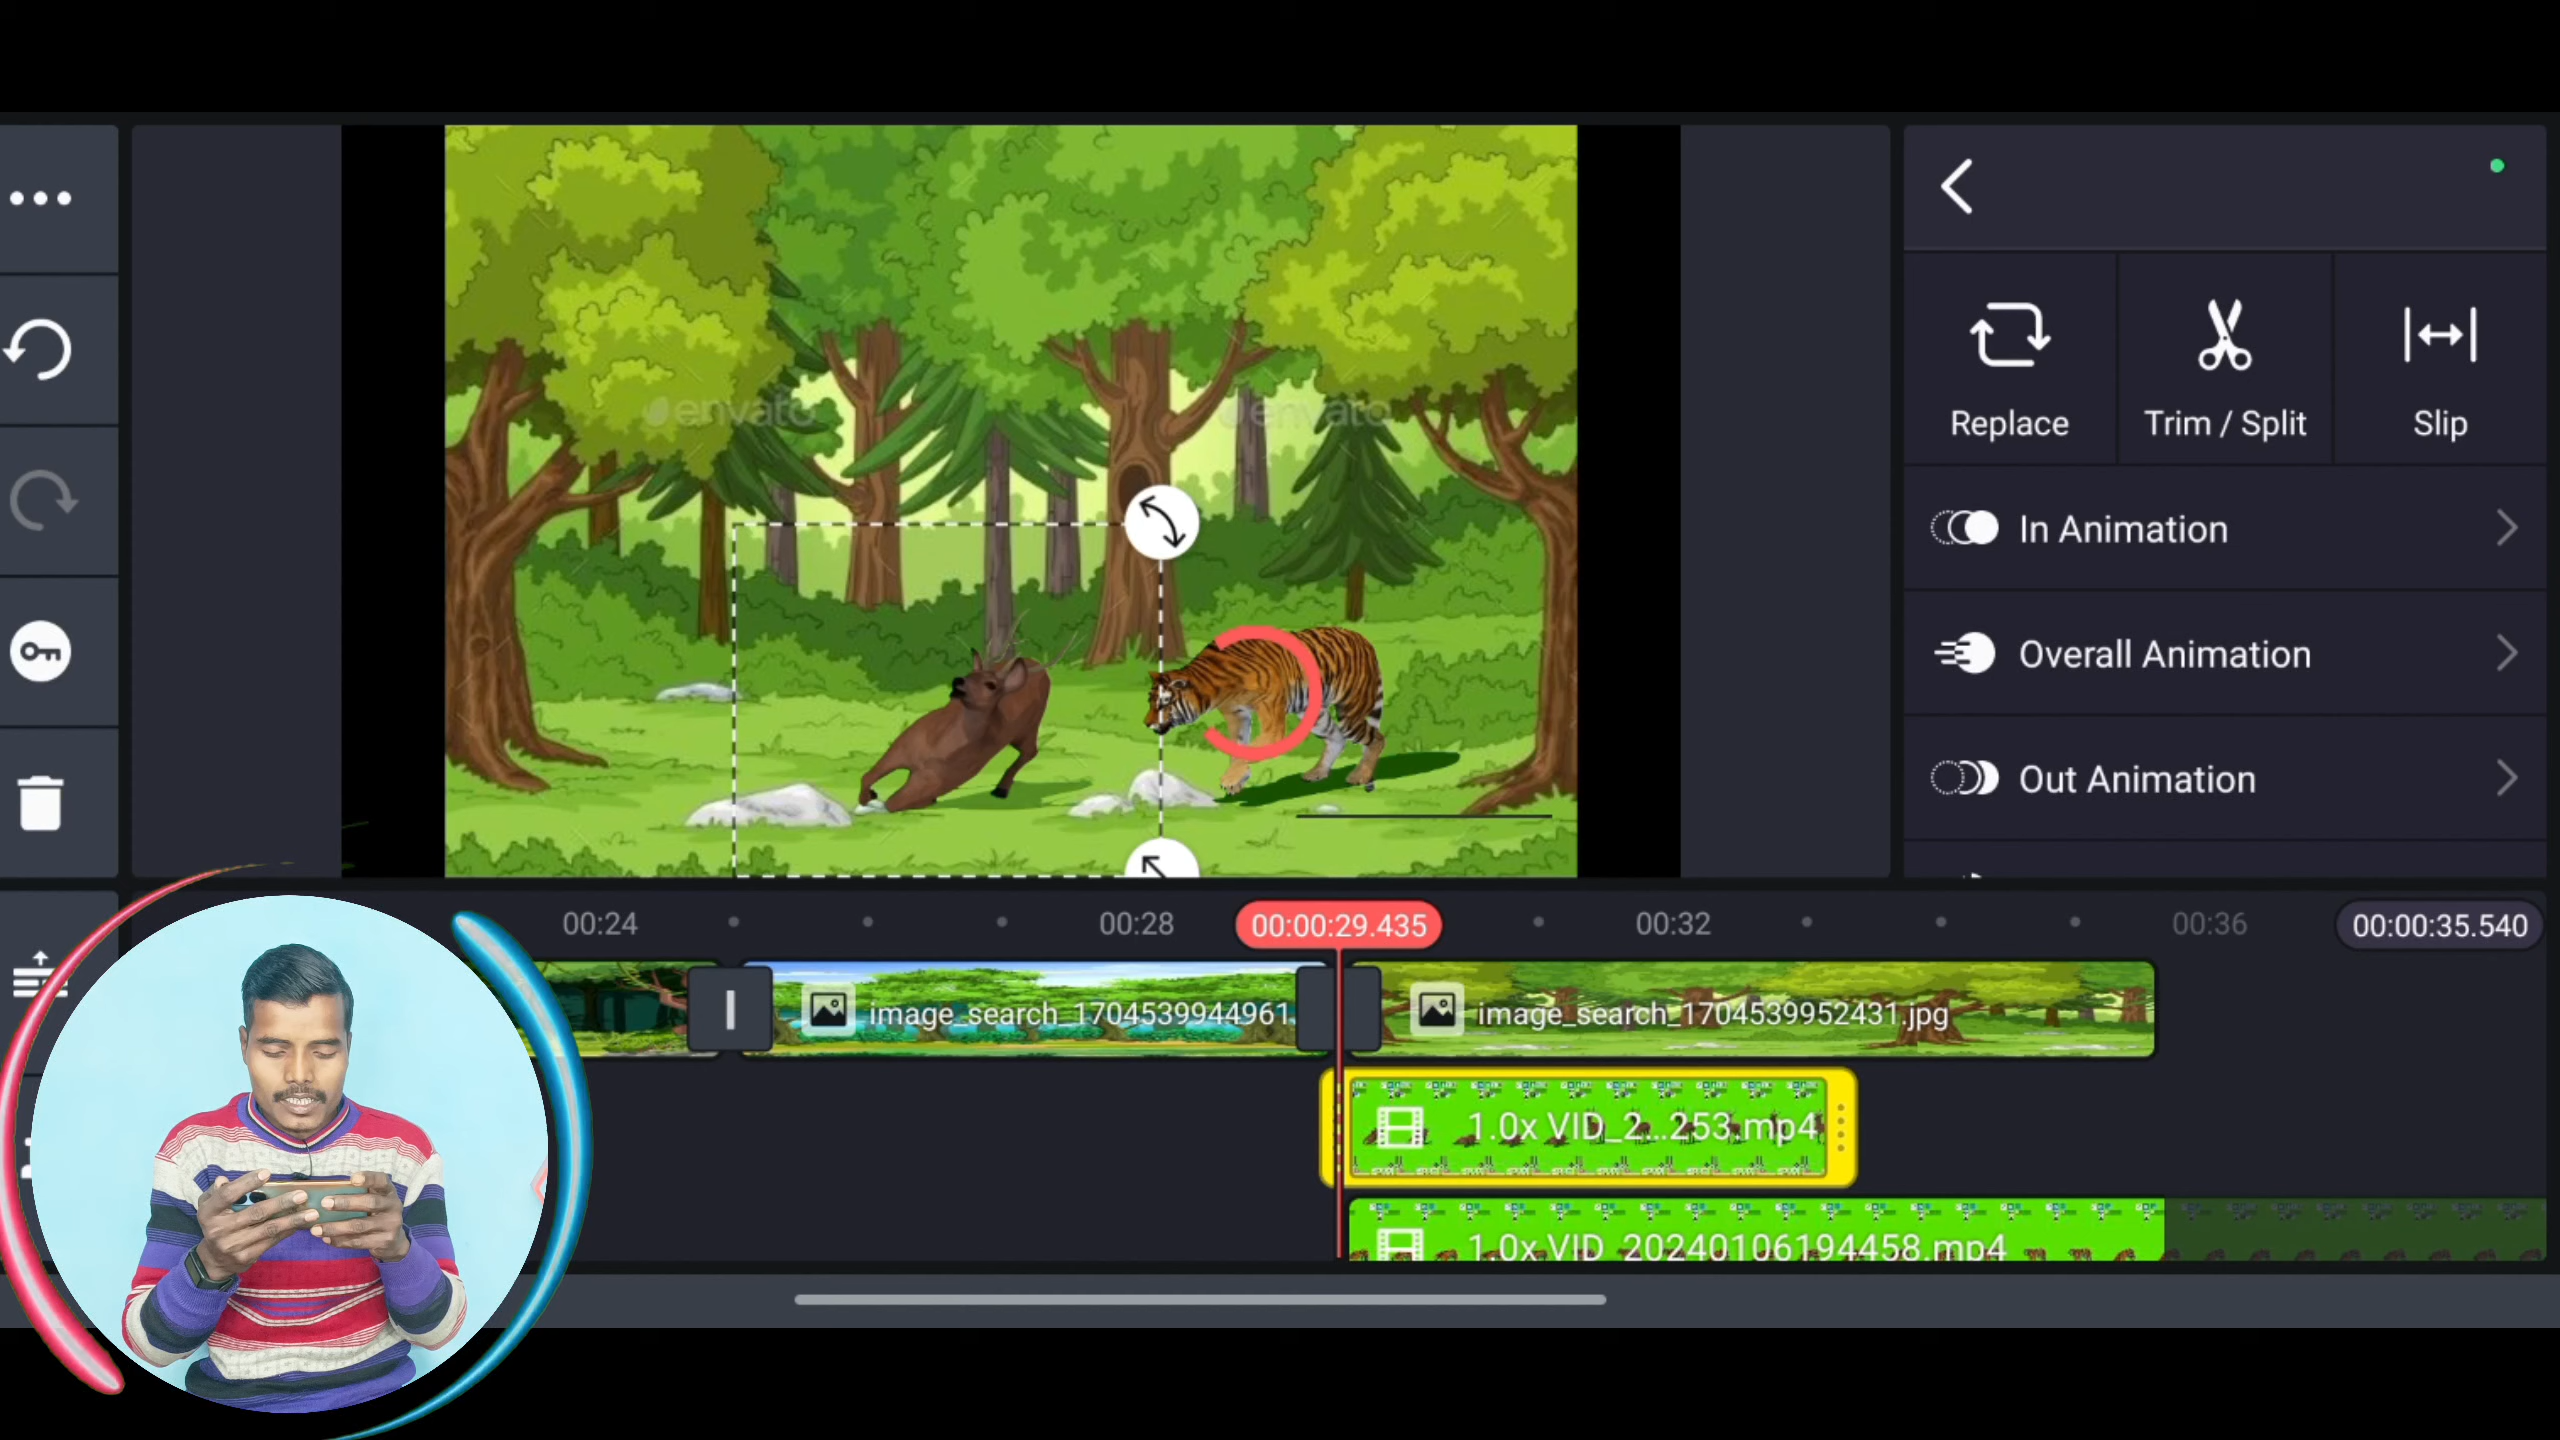 envato
envato
Replace
Trim / Split
Slip
In Animation
Overall Animation
Out Animation
00:24
00:28
00:00:29.435
00:32
00:36
00:00:35.540
image_search_1704539944961.
image_search_1704539952431.jpg
1.0x VID_2...253.mp4
1.0x VID_20240106194458.mp4